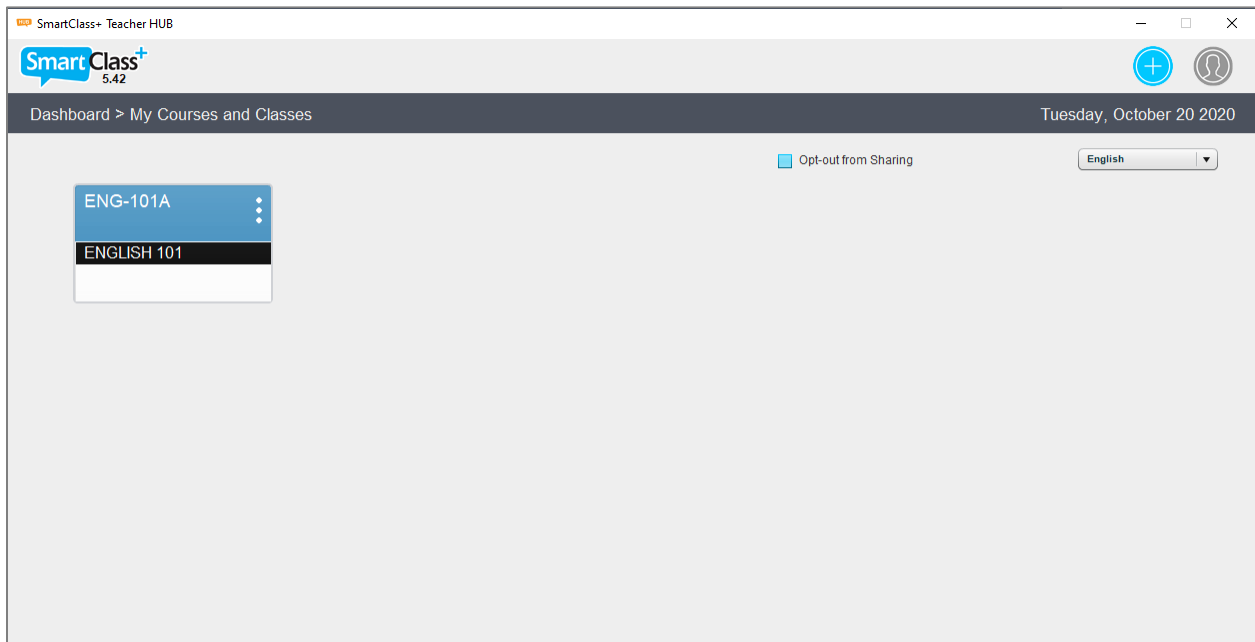 HUB SmartClass+ Teacher HUB
SmartClass+
5.42
Dashboard > My Courses and Classes
Tuesday, October 20 2020
Opt-out from Sharing
English
ENG-101A
ENGLISH 101